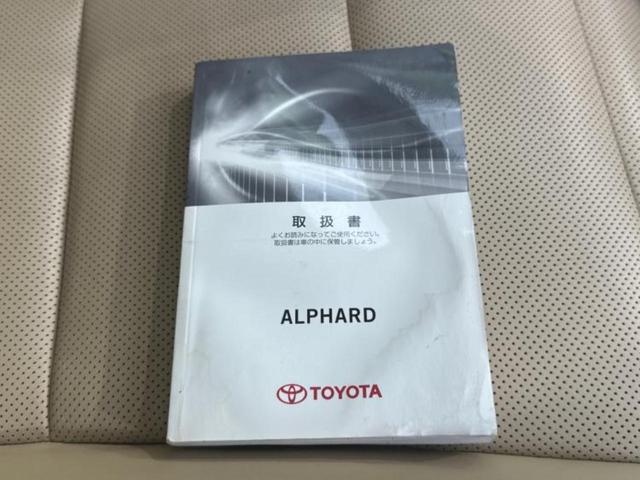 取扱書
よくお読みになってご使用ください。
取扱書は車の中に保管しましょう。
ALPHARD
TOYOTA